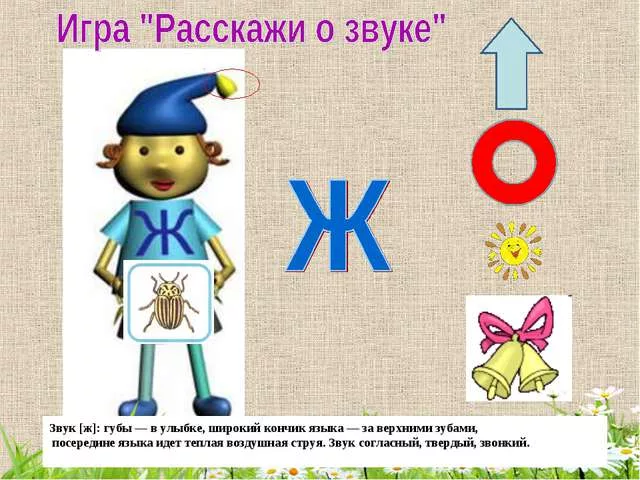 Игра "Расскажи о звуке"
Ж
Ж
Звук [ж]: губы — в улыбке, широкий кончик языка — за верхними зубами,
посередине языка идет теплая воздушная струя. Звук согласный, твердый, звонкий.